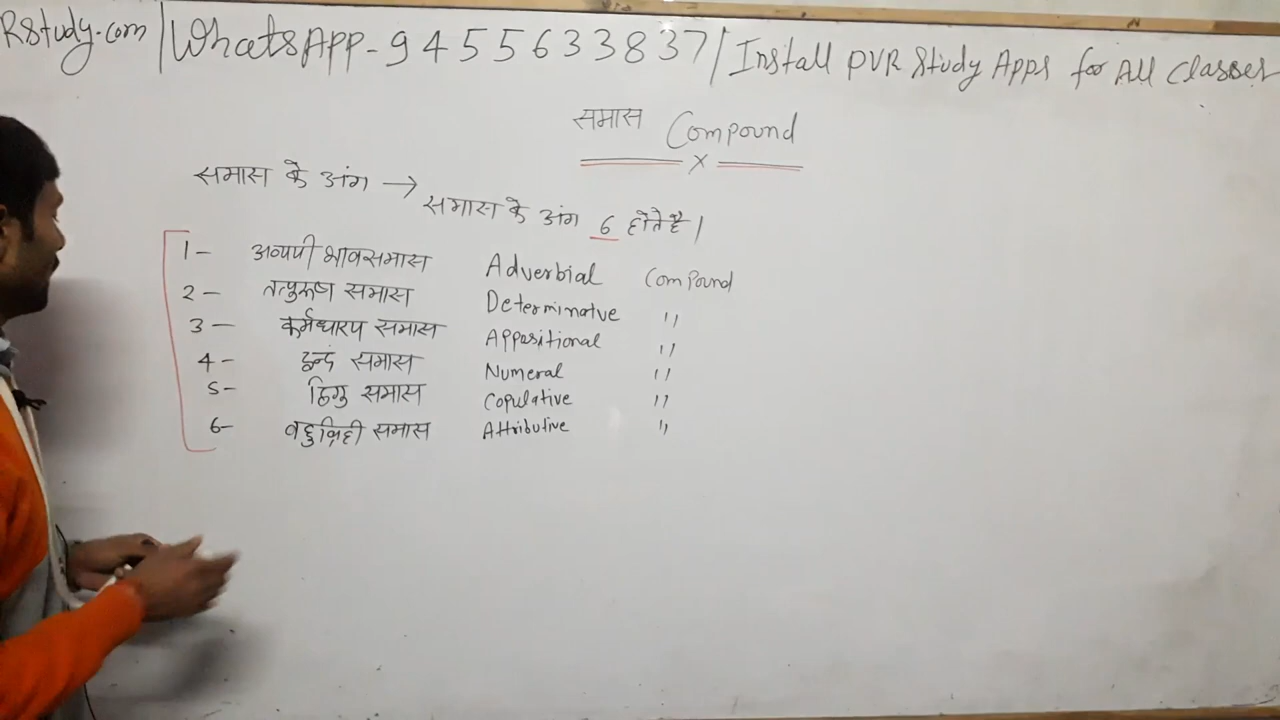 RStudy.com | WhatsApp - 9455633837 | Install PVR Study Apps for All Classes
समास Compound
x
समास के अंग →
समास के अंग 6 होते है।
1- अव्ययी भावसमास Adverbial Compound
2- तत्पुरूष समास Determinatve "
3- कर्मधारय समास Appasitional "
4- द्वन्द समास Numeral "
5- द्विगु समास Copulative "
6- बहुव्रिही समास Attributive "